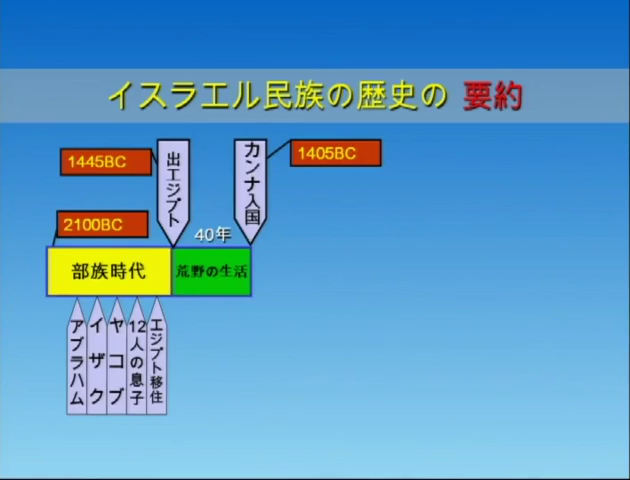 イスラエル民族の歴史の 要約
1445BC
出エジプト
カンナ入国
1405BC
2100BC
40年
部族時代
荒野の生活
アブラハム
イザク
ヤコブ
12人の息子
エジプト移住